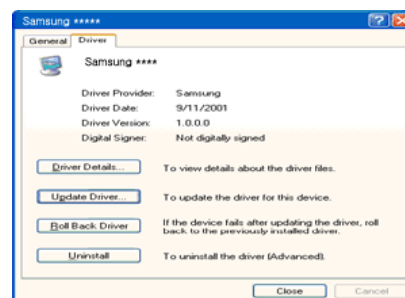 Samsung *****
General Driver
Samsung ****
Driver Provider: Samsung
Driver Date: 9/11/2001
Driver Version: 1.0.0.0
Digital Signer: Not digitally signed
Driver Details... To view details about the driver files.
Update Driver... To update the driver for this device.
Roll Back Driver If the device fails after updating the driver, roll
back to the previously installed driver.
Uninstall To uninstall the driver (Advanced).
Close Cancel